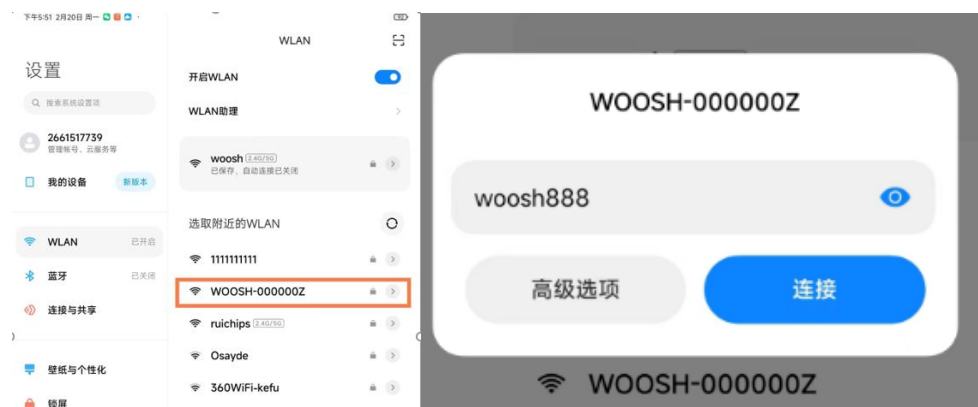 下午5:51 2月20日 周一
92
WLAN
设置
开启WLAN
搜索系统设置项
WLAN助理
2661517739
管理帐号、云服务等
woosh 2.4G/5G
已保存，自动连接已关闭
我的设备 新版本
选取附近的WLAN
WLAN 已开启
1111111111
蓝牙 已关闭
WOOSH-000000Z
连接与共享
ruichips 2.4G/5G
Osayde
壁纸与个性化
360WiFi-kefu
锁屏
WOOSH-000000Z
woosh888
高级选项 连接
WOOSH-000000Z